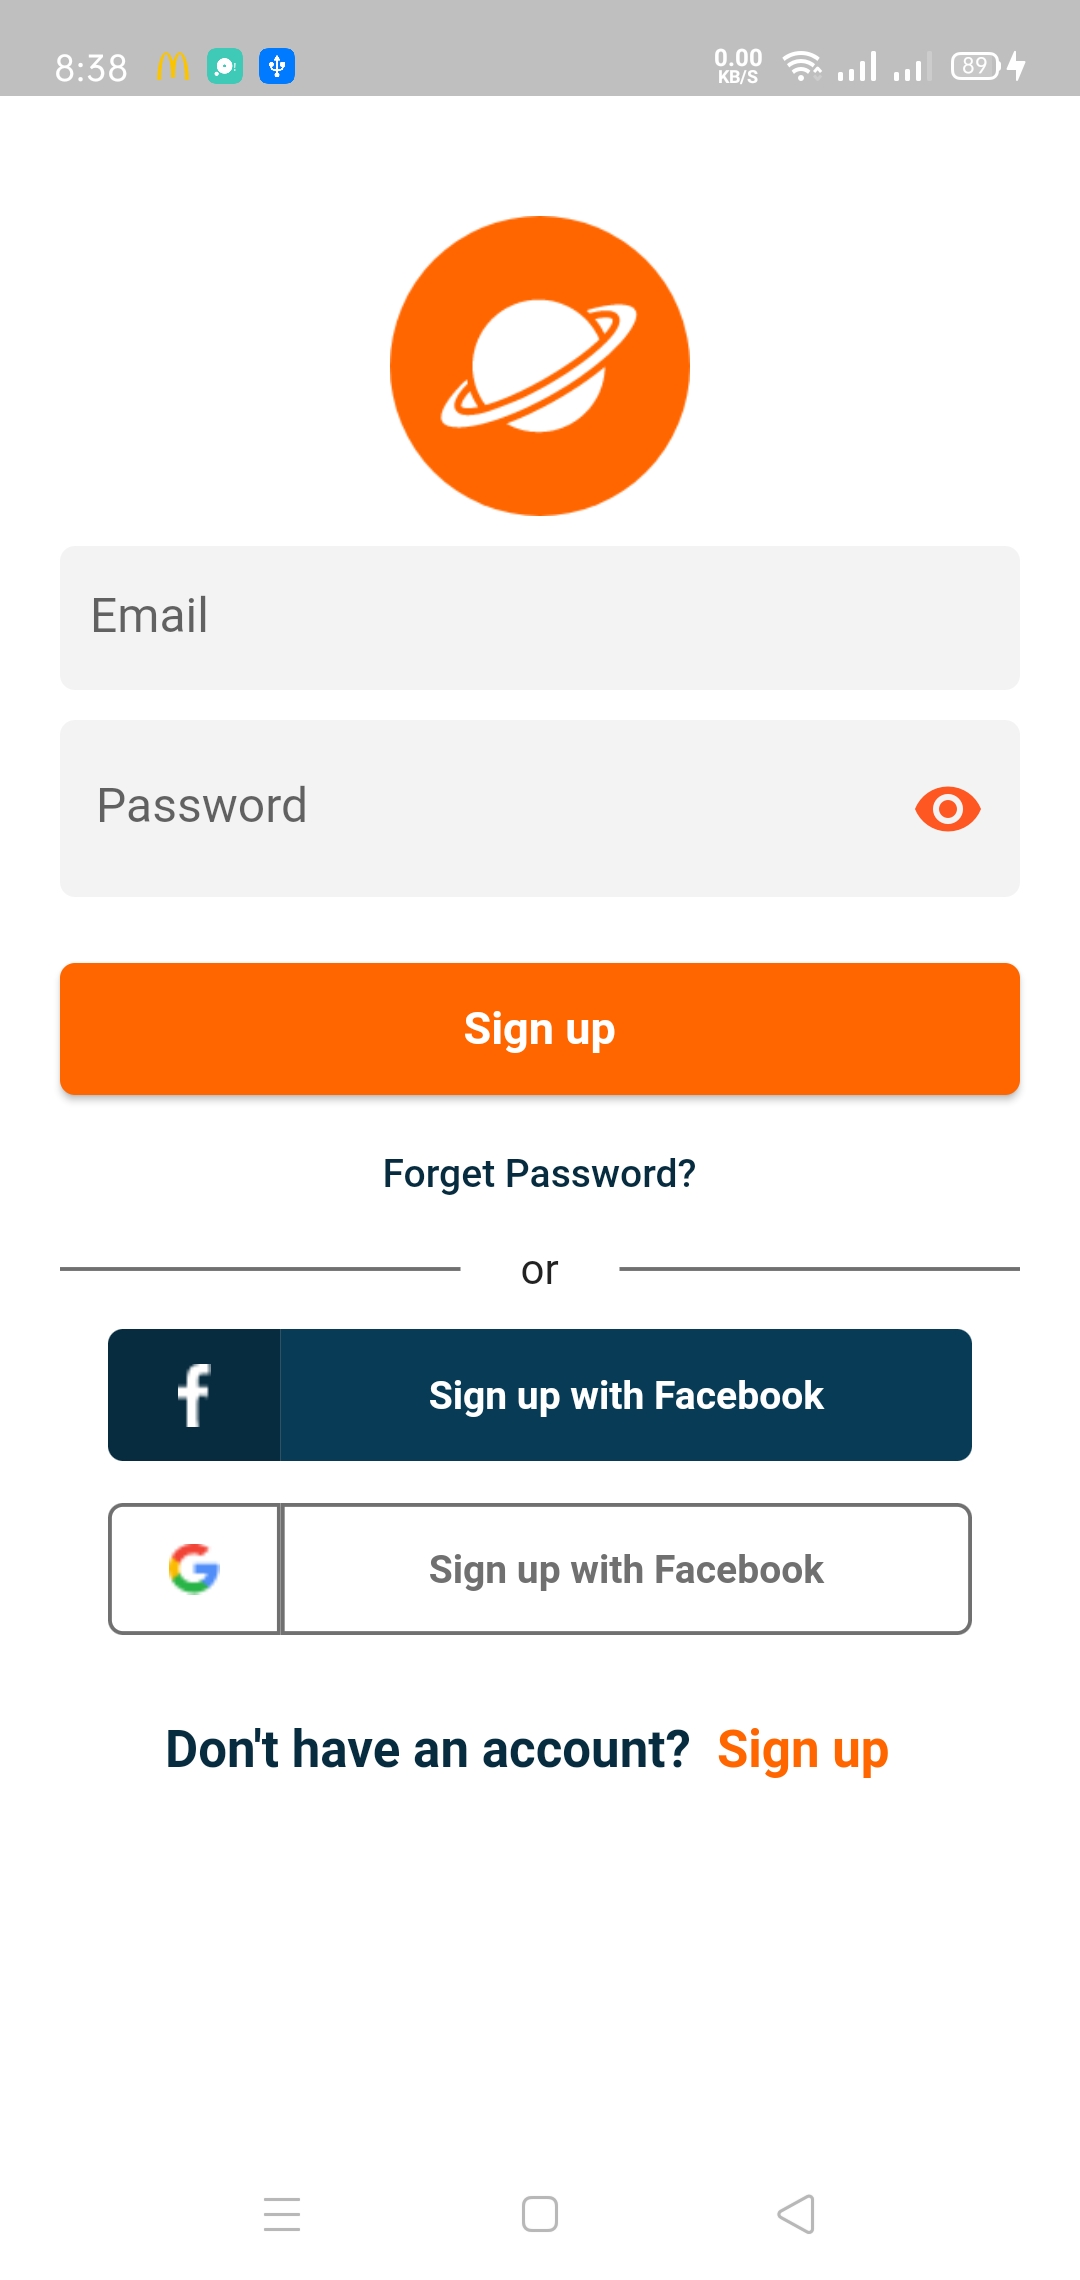 8:38 0.00 KB/S 89
Email
Password
Sign up
Forget Password?
or
f Sign up with Facebook
G Sign up with Facebook
Don't have an account? Sign up